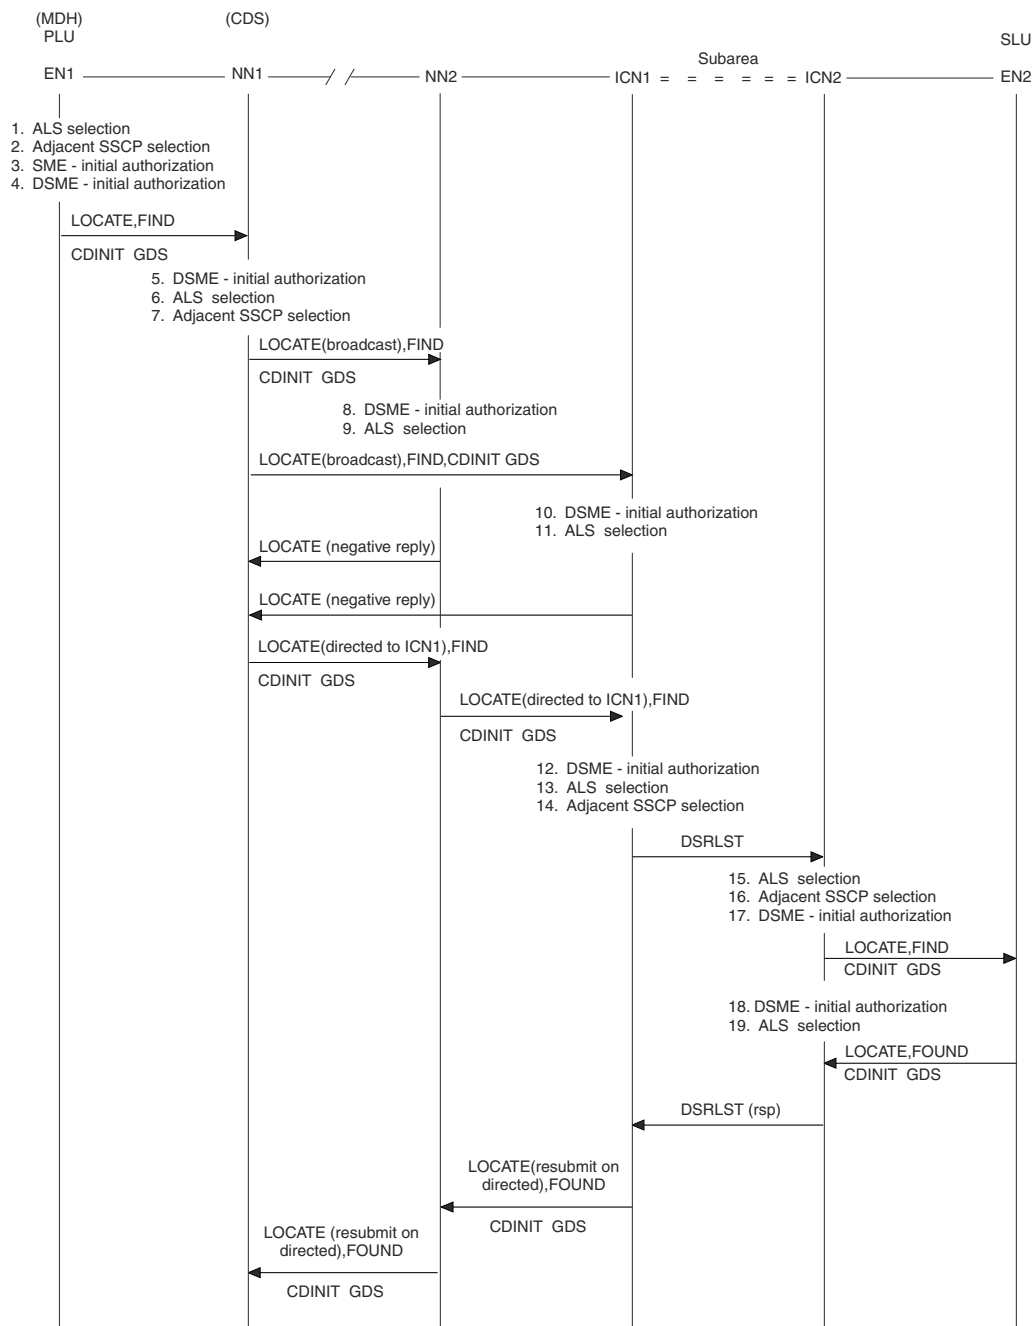 (MDH)
(CDS)
PLU
SLU
Subarea
EN1
NN1
NN2
ICN1 = = = = = = ICN2
EN2
1. ALS selection
2. Adjacent SSCP selection
3. SME - initial authorization
4. DSME - initial authorization
LOCATE,FIND
CDINIT GDS
5. DSME - initial authorization
6. ALS selection
7. Adjacent SSCP selection
LOCATE(broadcast),FIND
CDINIT GDS
8. DSME - initial authorization
9. ALS selection
LOCATE(broadcast),FIND,CDINIT GDS
10. DSME - initial authorization
11. ALS selection
LOCATE (negative reply)
LOCATE (negative reply)
LOCATE(directed to ICN1),FIND
CDINIT GDS
LOCATE(directed to ICN1),FIND
CDINIT GDS
12. DSME - initial authorization
13. ALS selection
14. Adjacent SSCP selection
DSRLST
15. ALS selection
16. Adjacent SSCP selection
17. DSME - initial authorization
LOCATE,FIND
CDINIT GDS
18. DSME - initial authorization
19. ALS selection
LOCATE,FOUND
CDINIT GDS
DSRLST (rsp)
LOCATE(resubmit on
directed),FOUND
CDINIT GDS
LOCATE (resubmit on
directed),FOUND
CDINIT GDS